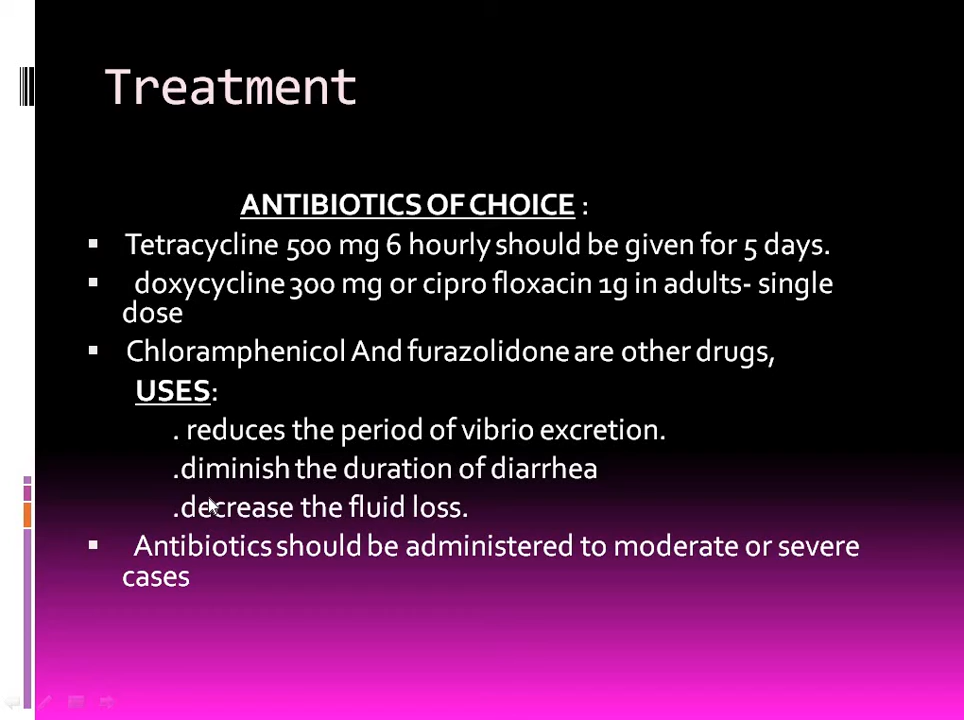 Treatment
ANTIBIOTICS OF CHOICE :
▪ Tetracycline 500 mg 6 hourly should be given for 5 days.
▪ doxycycline 300 mg or cipro floxacin 1g in adults- single
dose
▪ Chloramphenicol And furazolidone are other drugs,
USES:
. reduces the period of vibrio excretion.
.diminish the duration of diarrhea
.decrease the fluid loss.
▪ Antibiotics should be administered to moderate or severe
cases